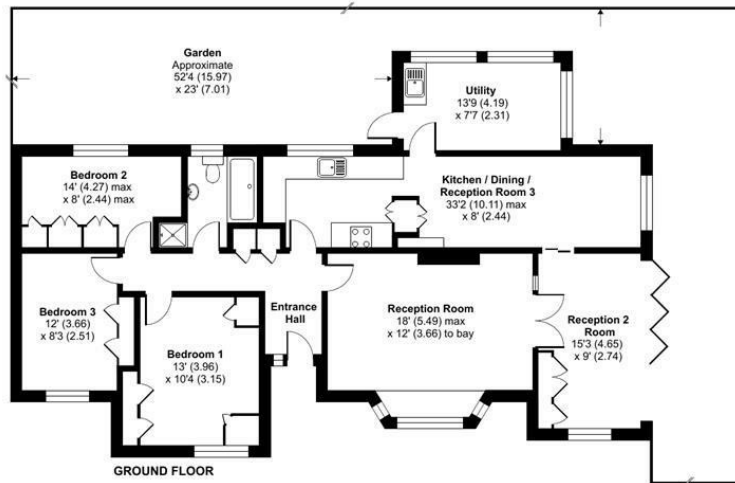 Garden
Approximate
52'4 (15.97)
x 23' (7.01)
Utility
13'9 (4.19)
x 7'7 (2.31)
Bedroom 2
14' (4.27) max
x 8' (2.44) max
Kitchen / Dining /
Reception Room 3
33'2 (10.11) max
x 8' (2.44)
Bedroom 3
12' (3.66)
x 8'3 (2.51)
Bedroom 1
13' (3.96)
x 10'4 (3.15)
Entrance
Hall
Reception Room
18' (5.49) max
x 12' (3.66) to bay
Reception 2
Room
15'3 (4.65)
x 9' (2.74)
GROUND FLOOR